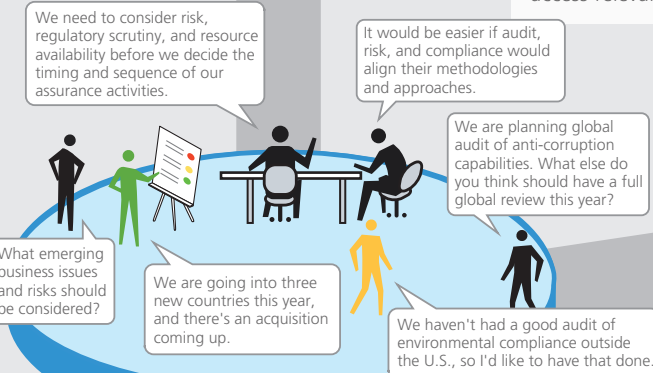 We need to consider risk,
regulatory scrutiny, and resource
availability before we decide the
timing and sequence of our
assurance activities.
It would be easier if audit,
risk, and compliance would
align their methodologies
and approaches.
We are planning global
audit of anti-corruption
capabilities. What else do
you think should have a full
global review this year?
What emerging
business issues
and risks should
be considered?
We are going into three
new countries this year,
and there's an acquisition
coming up.
We haven't had a good audit of
environmental compliance outside
the U.S., so I'd like to have that done.